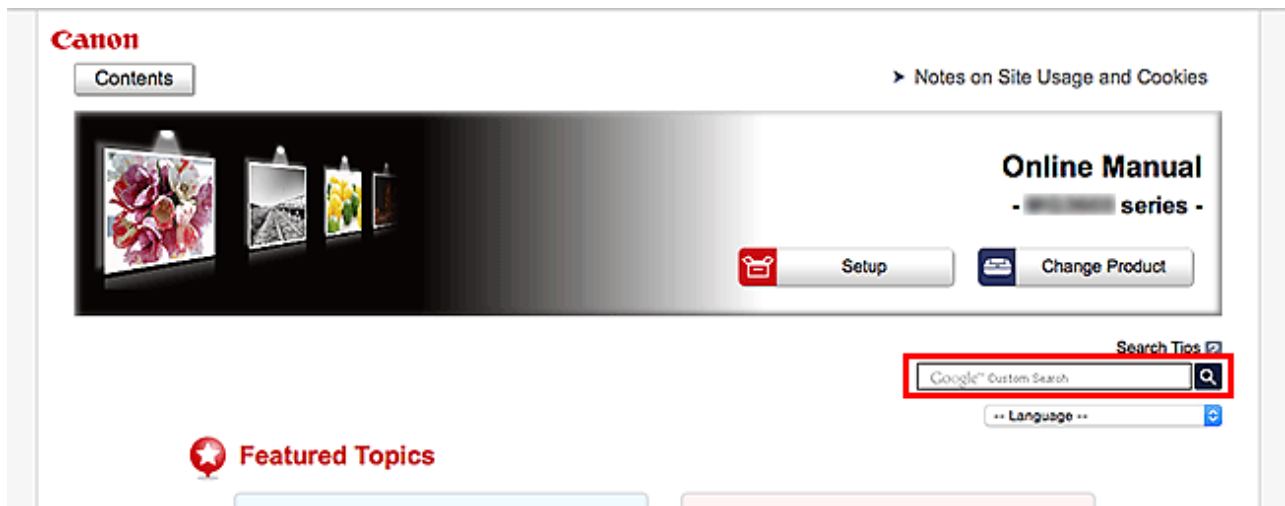 Canon
Contents
➤ Notes on Site Usage and Cookies
Online Manual
- series -
Setup
Change Product
Search Tips
Google™ Custom Search
-- Language --
Featured Topics